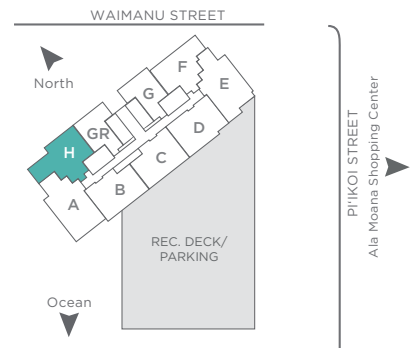 WAIMANU STREET
North
F
E
G
GR
D
H
C
B
A
REC. DECK/
PARKING
Ocean
PI'IKOI STREET
Ala Moana Shopping Center